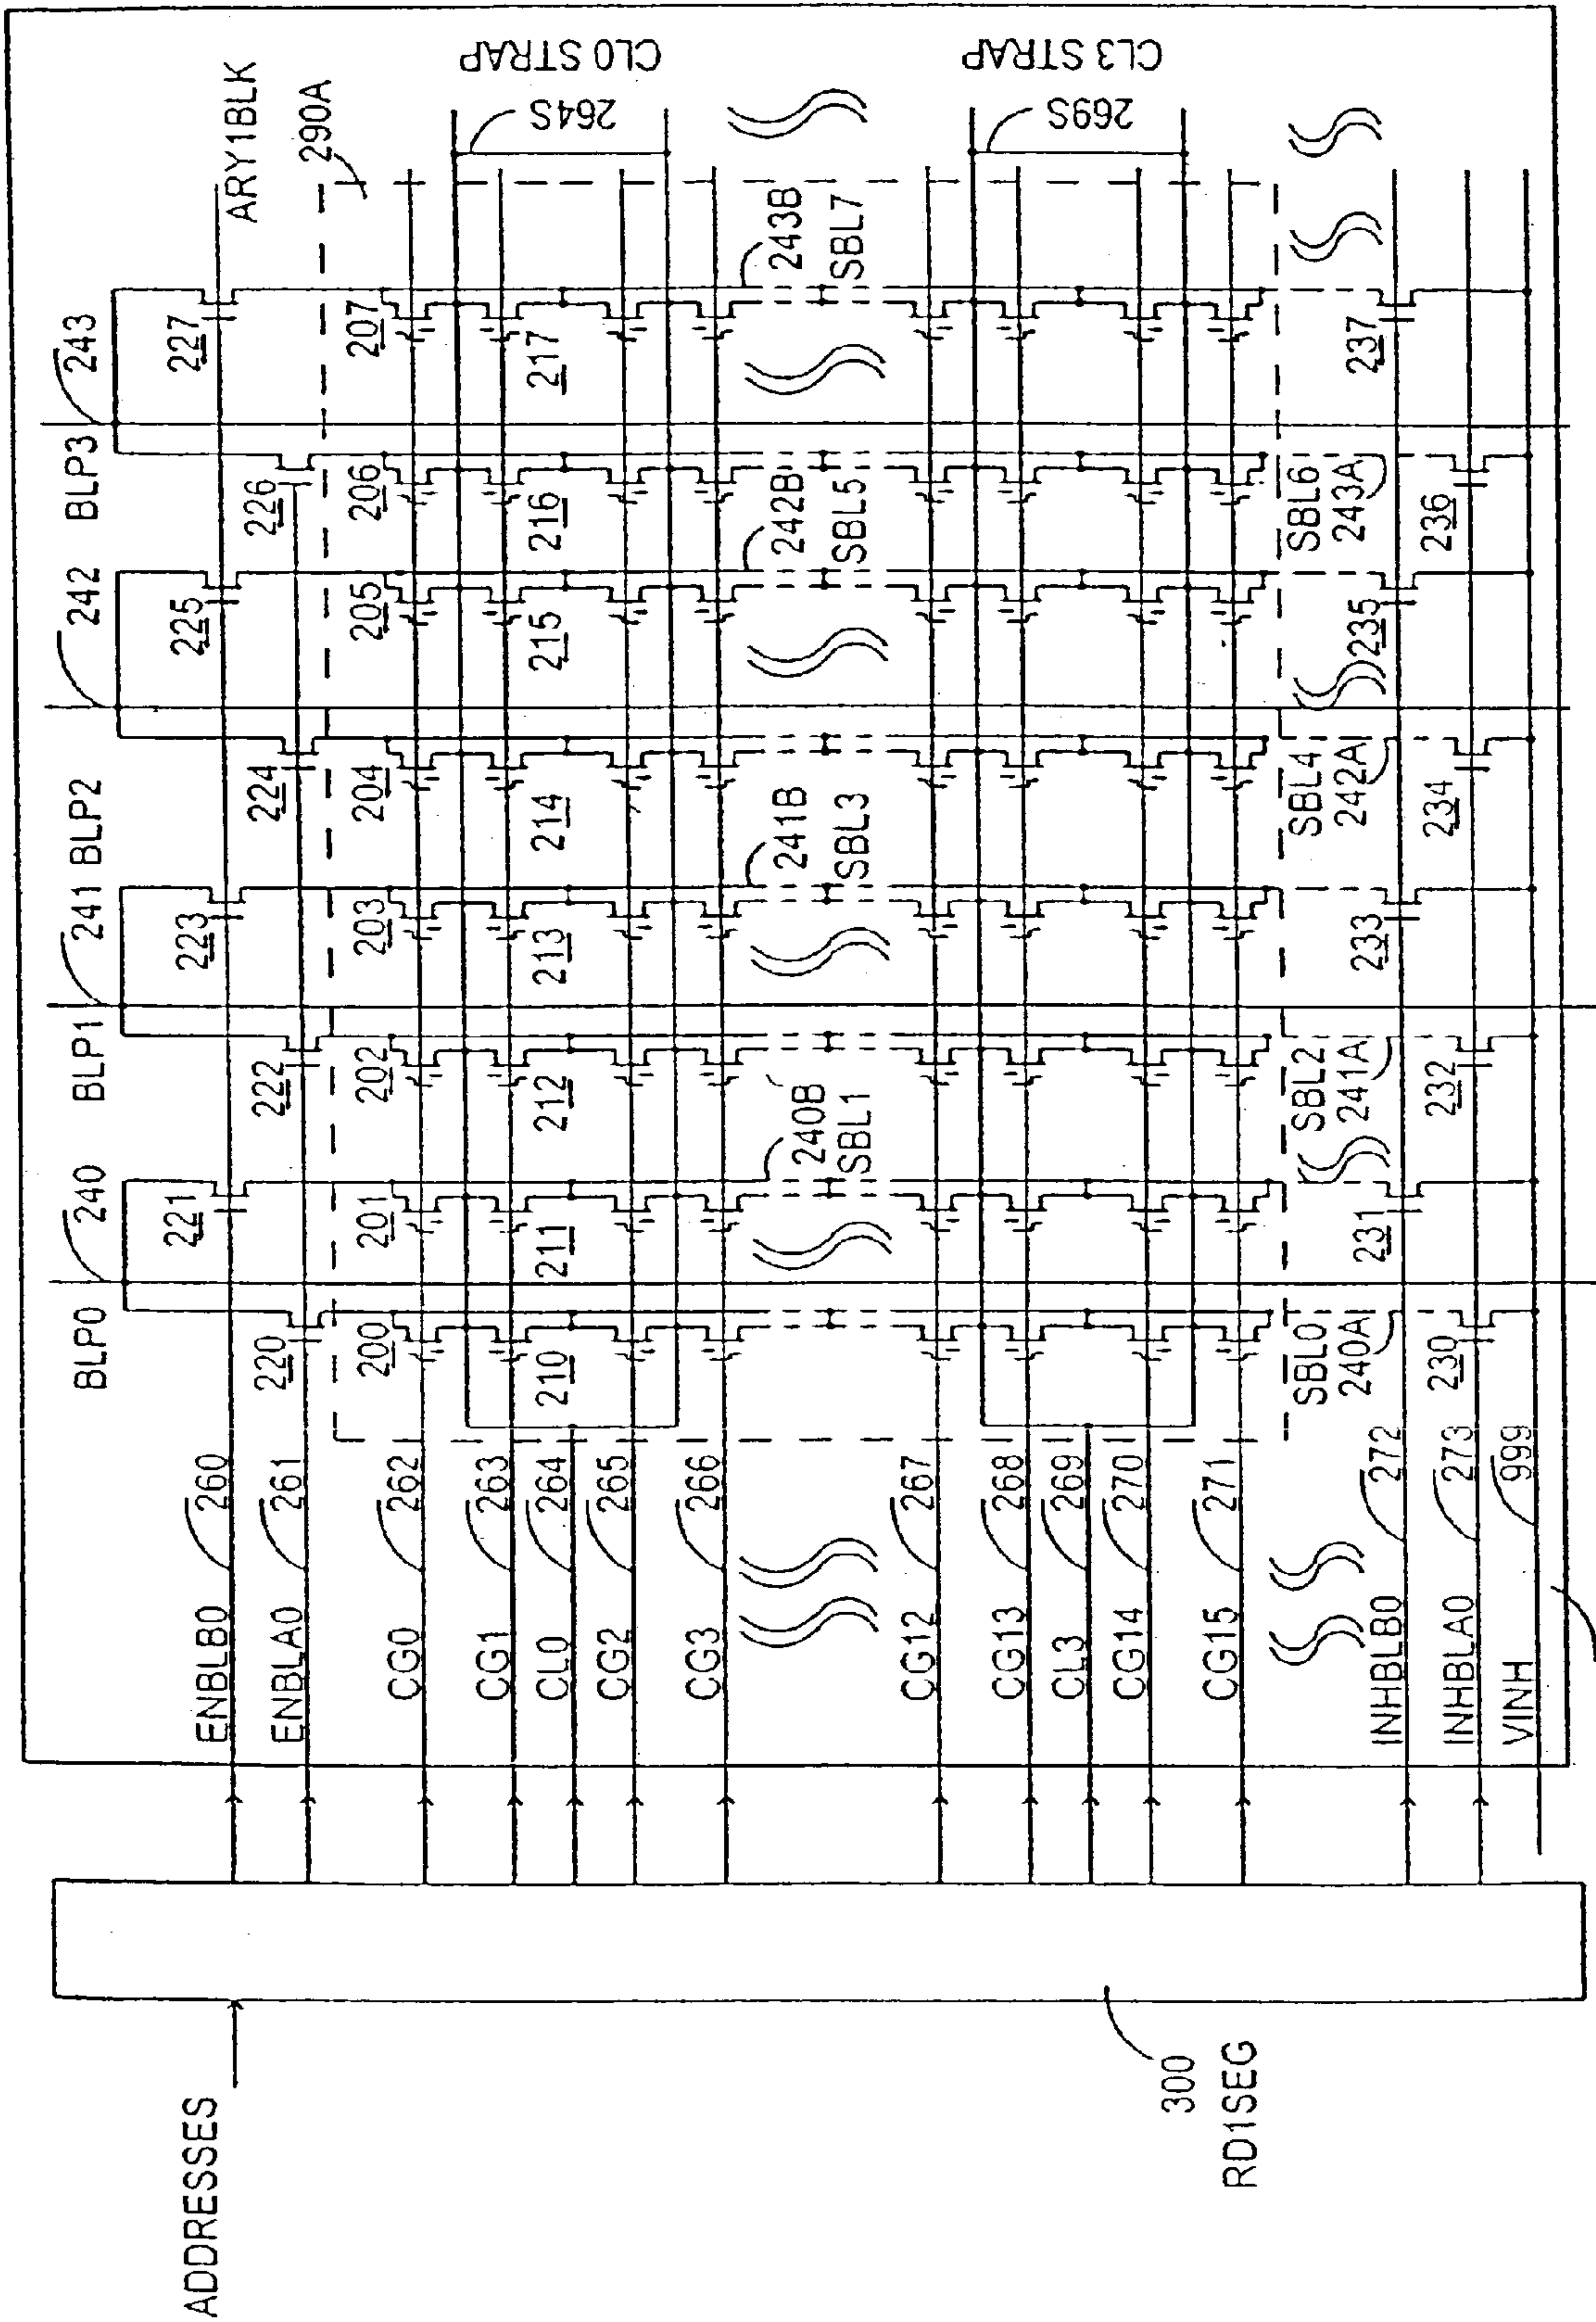 BLP0 240 BLP1 241 BLP2 242 BLP3 243
221 223 225 227
ARY1BLK
220 222 224 226
290A
200 201 202 203 204 205 206 207
CL0 STRAP
264S
210 211 212 213 214 215 216 217
240B SBL1
241B SBL3
242B SBL5
243B SBL7
CL3 STRAP
269S
SBL0 240A
SBL2 241A
SBL4 242A
SBL6 243A
231 233 235 237
230 232 234 236
ENBLB0 260
ENBLA0 261
CG0 262
CG1 263
CL0 264
CG2 265
CG3 266
CG12 267
CG13 268
CL3 269
CG14 270
CG15 271
INHBLB0 272
INHBLA0 273
VINH 999
ADDRESSES
300
RD1SEG